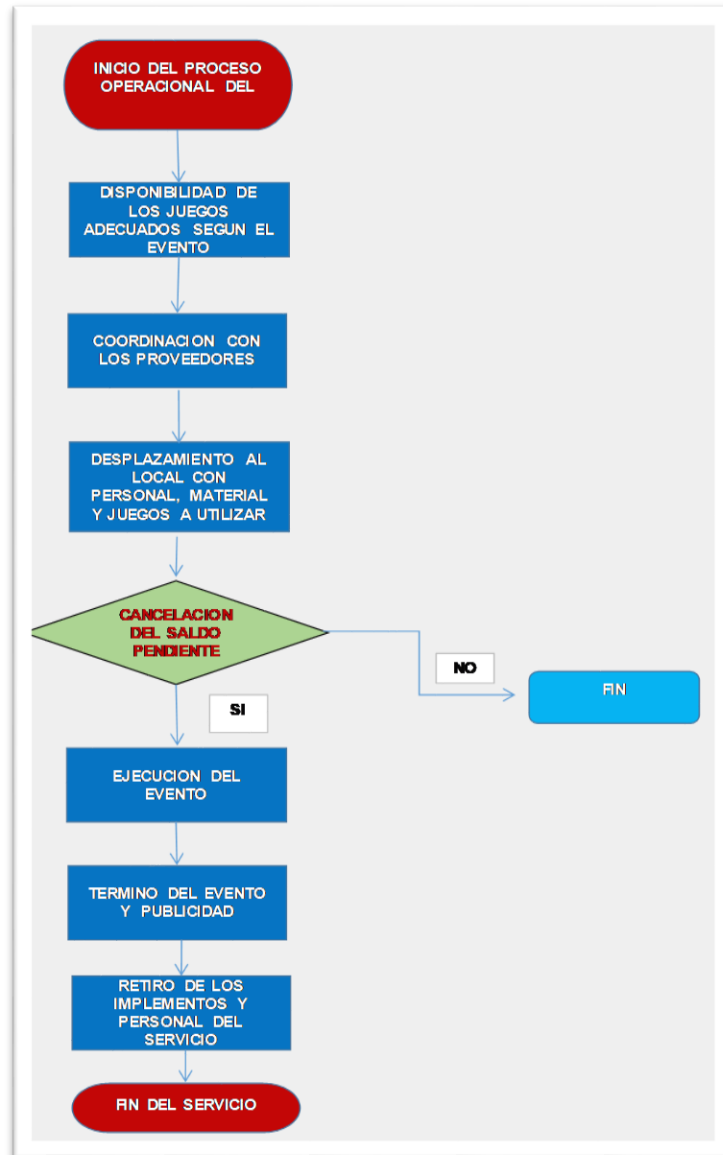 INICIO DEL PROCESO
OPERACIONAL DEL
DISPONIBILIDAD DE
LOS JUEGOS
ADECUADOS SEGUN EL
EVENTO
COORDINACION CON
LOS PROVEEDORES
DESPLAZAMIENTO AL
LOCAL CON
PERSONAL, MATERIAL
Y JUEGOS A UTILIZAR
CANCELACION
DEL SALDO
PENDIENTE
NO
FIN
SI
EJECUCION DEL
EVENTO
TERMINO DEL EVENTO
Y PUBLICIDAD
RETIRO DE LOS
IMPLEMENTOS Y
PERSONAL DEL
SERVICIO
FIN DEL SERVICIO